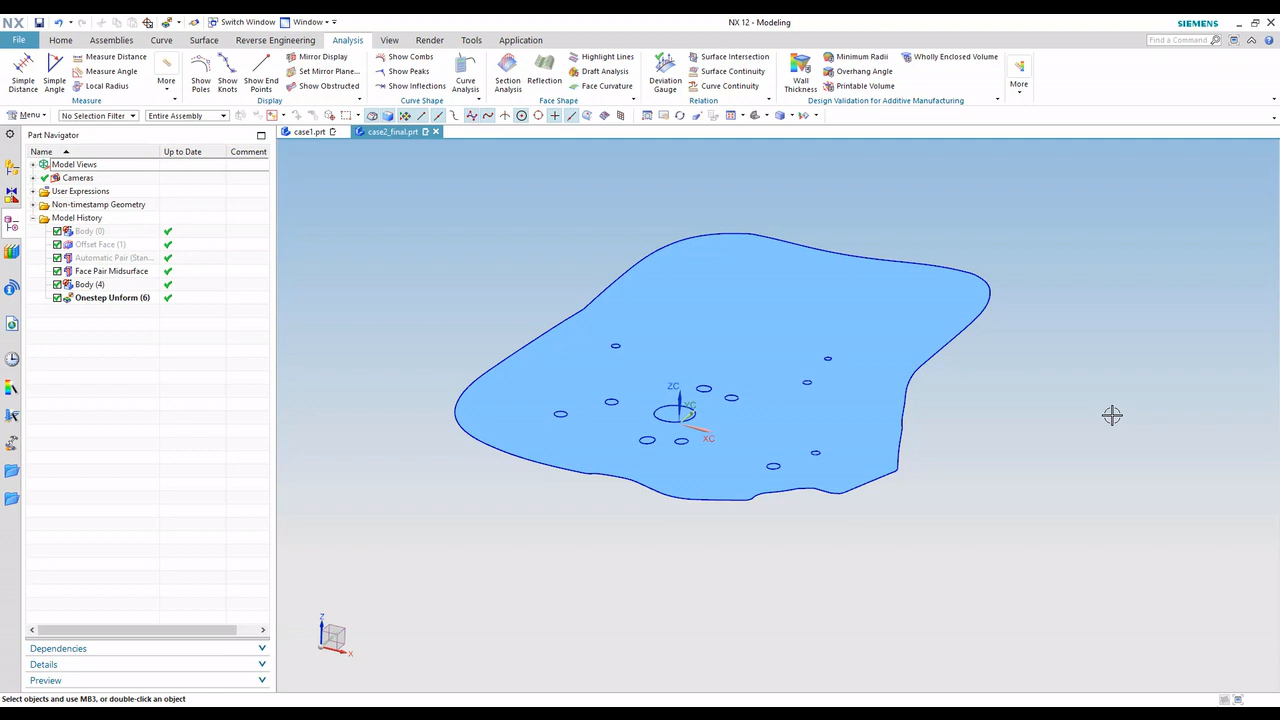 NX
Switch Window
Window
NX 12 - Modeling
SIEMENS
File
Home
Assemblies
Curve
Surface
Reverse Engineering
Analysis
View
Render
Tools
Application
Find a Command
Simple Distance
Simple Angle
Measure Distance
Measure Angle
Local Radius
More
Measure
Show Poles
Show Knots
Show End Points
Mirror Display
Set Mirror Plane...
Show Obstructed
Display
Show Combs
Show Peaks
Show Inflections
Curve Analysis
Curve Shape
Section Analysis
Reflection
Highlight Lines
Draft Analysis
Face Curvature
Face Shape
Deviation Gauge
Surface Intersection
Surface Continuity
Curve Continuity
Relation
Wall Thickness
Minimum Radii
Overhang Angle
Printable Volume
Wholly Enclosed Volume
Design Validation for Additive Manufacturing
More
Menu
No Selection Filter
Entire Assembly
Part Navigator
case1.prt
case2_final.prt
Name
Up to Date
Comment
Model Views
Cameras
User Expressions
Non-timestamp Geometry
Model History
Body (0)
Offset Face (1)
Automatic Pair (Stan...
Face Pair Midsurface
Body (4)
Onestep Unform (6)
ZC
YC
XC
Z
X
Dependencies
Details
Preview
Select objects and use MB3, or double-click an object